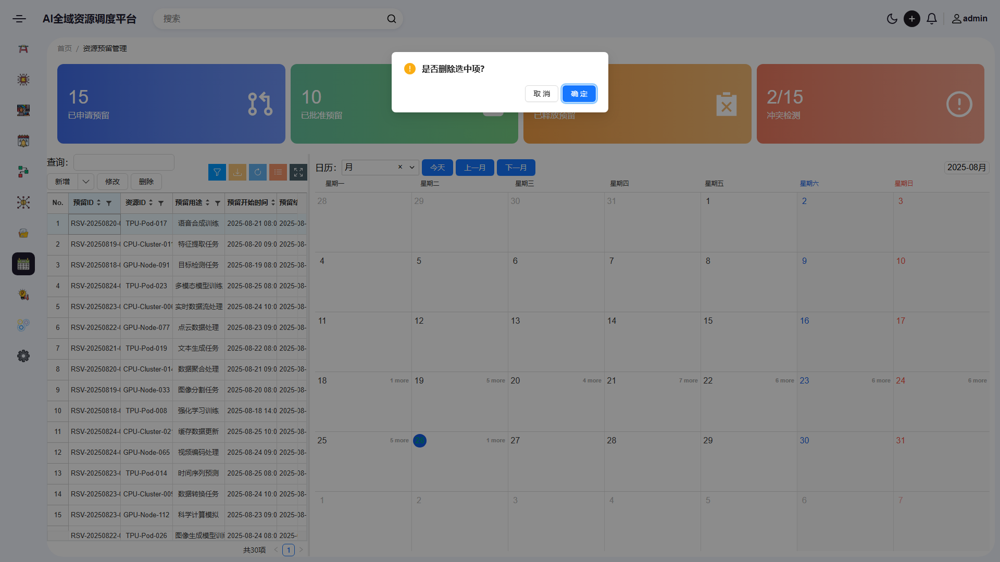 AI全域资源调度平台
搜索
admin
首页 / 资源预留管理
是否删除选中项?
取 消
确 定
15
已申请预留
10
已批准预留
已释放预留
2/15
冲突检测
查询：
新增
修改
删除
日历：
月
今天
上一月
下一月
2025-08月
No. 预留ID 资源ID 预留用途 预留开始时间 预留结
1 RSV-20250820- TPU-Pod-017 语音合成训练 2025-08-21 08:0 2025-08-
2 RSV-20250819- CPU-Cluster-01 特征提取任务 2025-08-20 09:0 2025-08-
3 RSV-20250818- GPU-Node-091 目标检测任务 2025-08-19 08:0 2025-08-
4 RSV-20250824- TPU-Pod-023 多模态模型训练 2025-08-25 08:0 2025-08-
5 RSV-20250823- CPU-Cluster-006 实时数据流处理 2025-08-24 10:0 2025-08-
6 RSV-20250822- GPU-Node-077 点云数据处理 2025-08-23 09:0 2025-08-
7 RSV-20250821- TPU-Pod-019 文本生成任务 2025-08-22 08:0 2025-08-
8 RSV-20250820- CPU-Cluster-014 数据聚合处理 2025-08-21 09:0 2025-08-
9 RSV-20250819- GPU-Node-033 图像分割任务 2025-08-20 08:0 2025-08-
10 RSV-20250818- TPU-Pod-008 强化学习训练 2025-08-18 14:0 2025-08-
11 RSV-20250824- CPU-Cluster-02 缓存数据更新 2025-08-25 10:0 2025-08-
12 RSV-20250824- GPU-Node-065 视频编码处理 2025-08-24 09:0 2025-08-
13 RSV-20250823- TPU-Pod-014 时间序列预测 2025-08-25 08:0 2025-08-
14 RSV-20250823- CPU-Cluster-009 数据转换任务 2025-08-24 10:0 2025-08-
15 RSV-20250823- GPU-Node-112 科学计算模拟 2025-08-23 09:0 2025-08-
RSV-20250822- TPU-Pod-026 图像生成模型训 2025-08-24 08:0 2025-
共30项
1
星期一 星期二 星期三 星期四 星期五 星期六 星期日
28 29 30 31 1 2 3
4 5 6 7 8 9 10
11 12 13 14 15 16 17
18 1 more 19 5 more 20 4 more 21 7 more 22 6 more 23 6 more 24 6 more
25 5 more 26 1 more 27 28 29 30 31
1 2 3 4 5 6 7